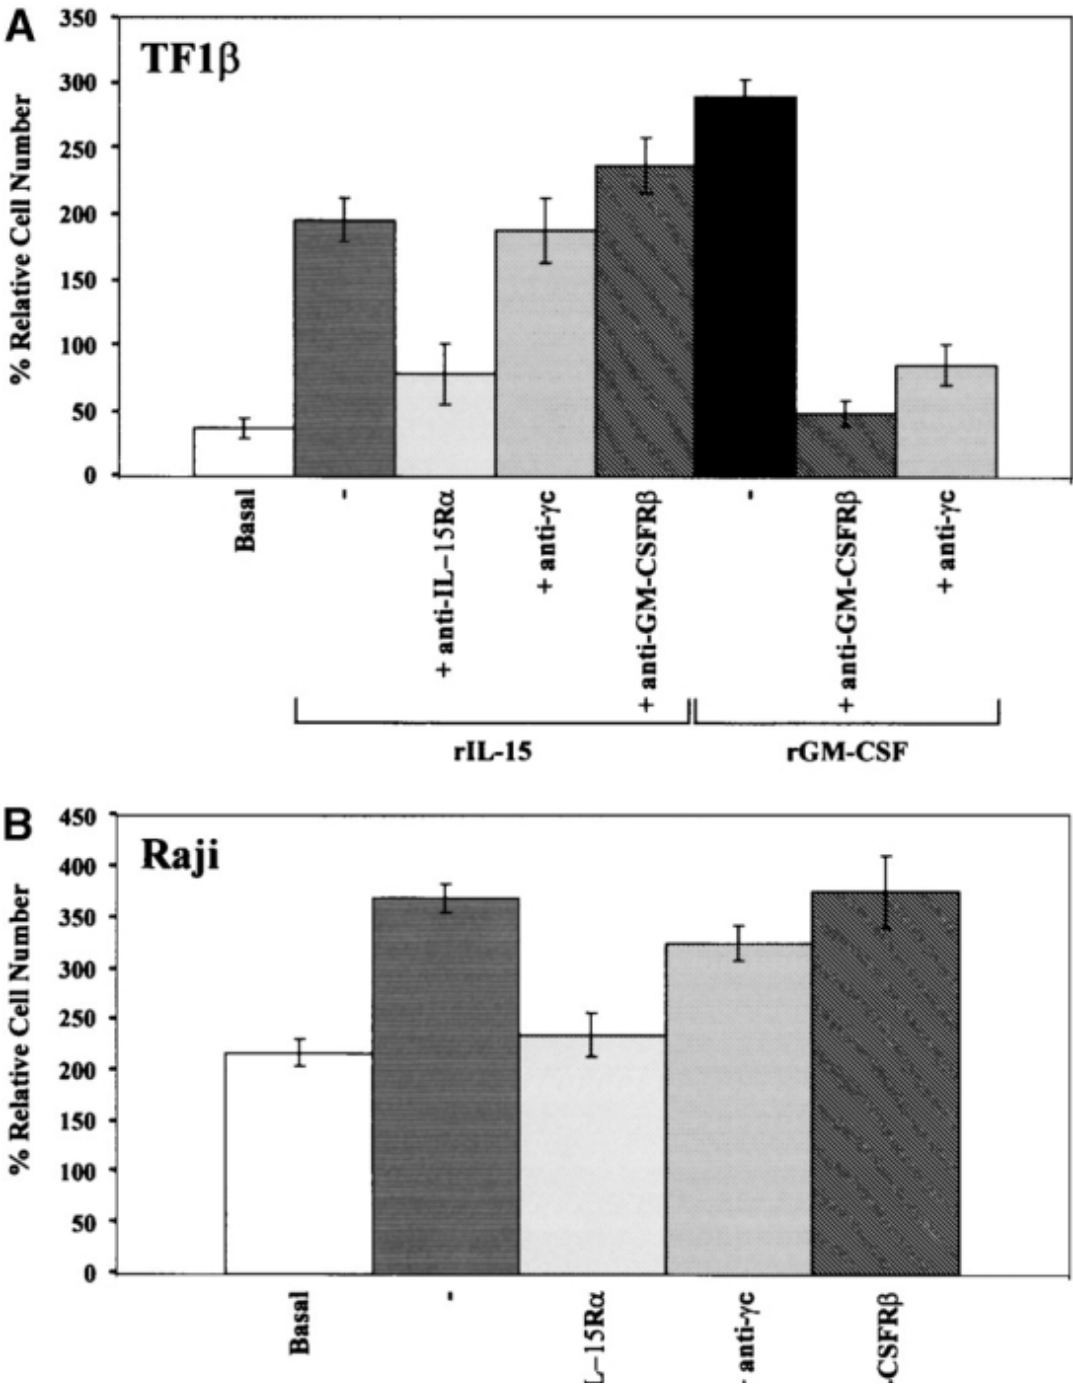 A
TF1β
% Relative Cell Number
350
300
250
200
150
100
50
0
Basal
-
+ anti-IL-15Rα
+ anti-γc
+ anti-GM-CSFRβ
-
+ anti-GM-CSFRβ
+ anti-γc
rIL-15
rGM-CSF
B
Raji
% Relative Cell Number
450
400
350
300
250
200
150
100
50
0
Basal
-
L-15Rα
anti-γc
-CSFRβ